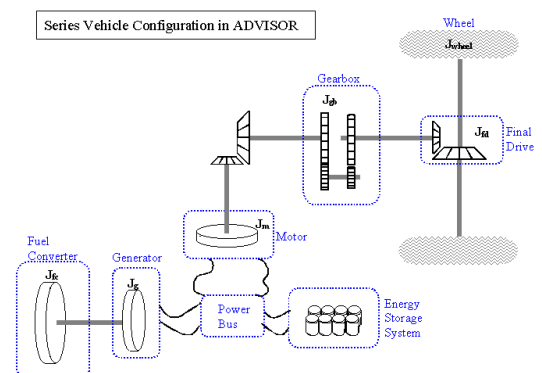 Series Vehicle Configuration in ADVISOR
Jwheel
Gearbox
Jgb
Jfd
Final
Drive
Jm
Motor
Fuel
Converter
Generator
Jfc
Jg
Power
Bus
Energy
Storage
System